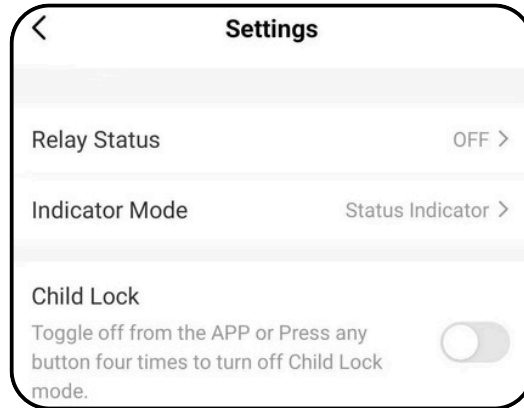 Settings
Relay Status
OFF
Indicator Mode
Status Indicator
Child Lock
Toggle off from the APP or Press any
button four times to turn off Child Lock
mode.